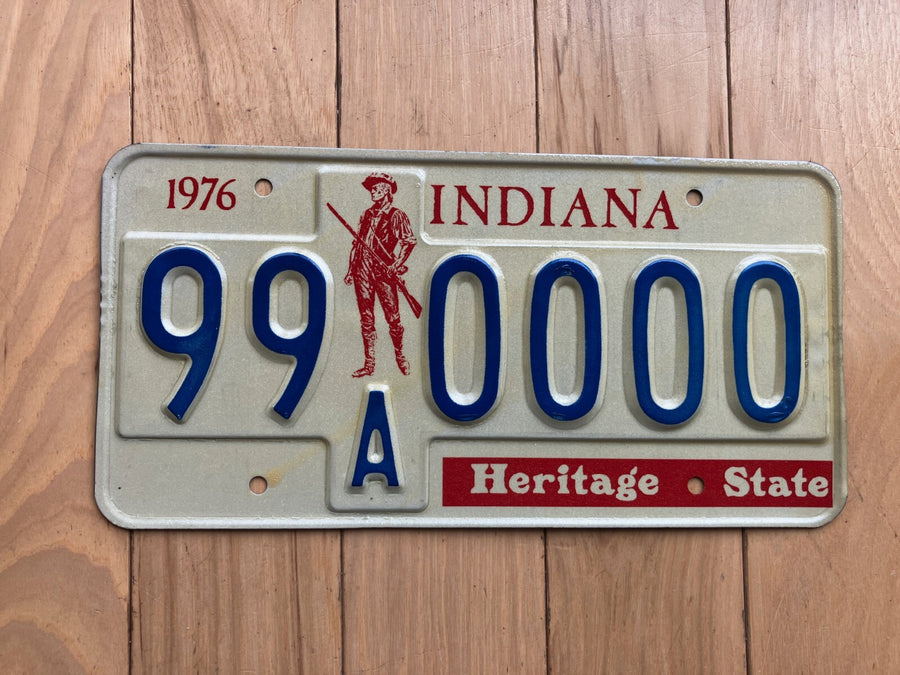 1976 INDIANA
99 A 0000
Heritage State